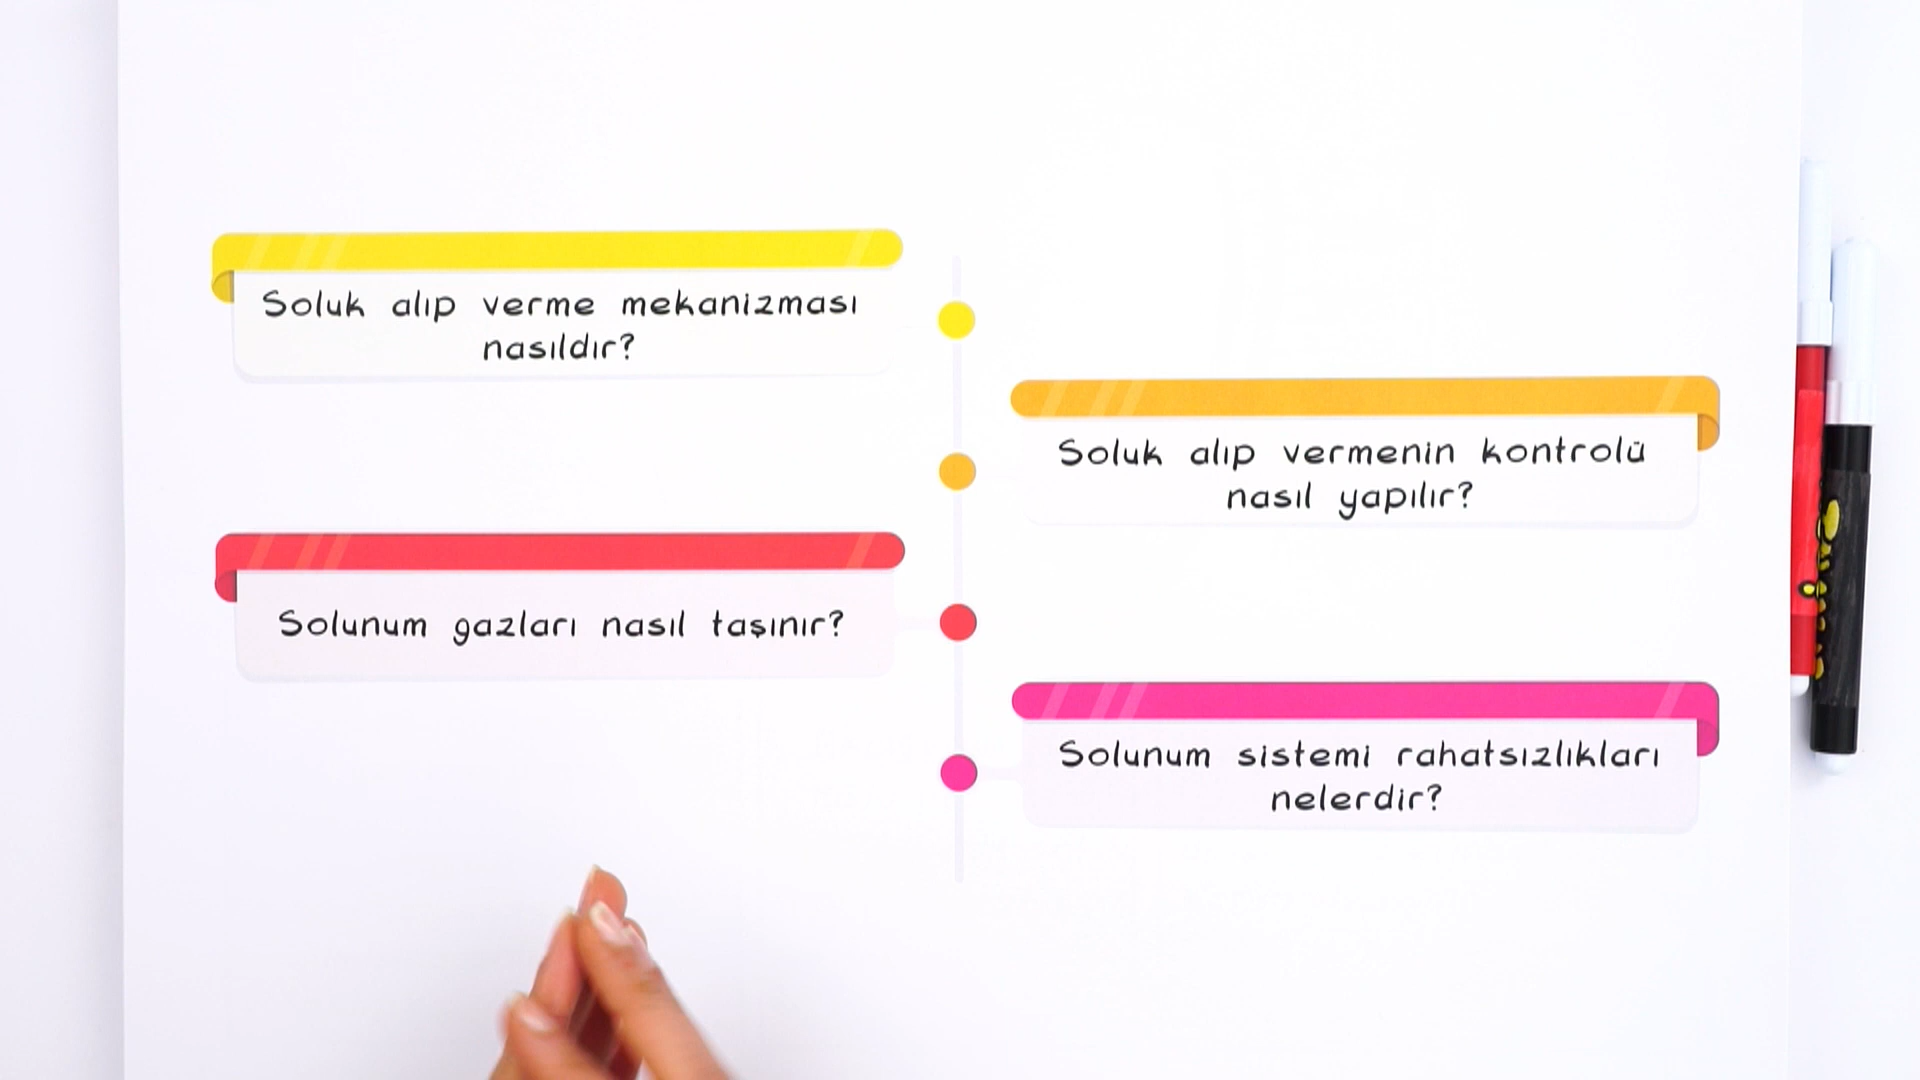 Soluk alıp verme mekanizması
nasıldır?
Soluk alıp vermenin kontrolü
nasıl yapılır?
Solunum gazları nasıl taşınır?
Solunum sistemi rahatsızlıkları
nelerdir?